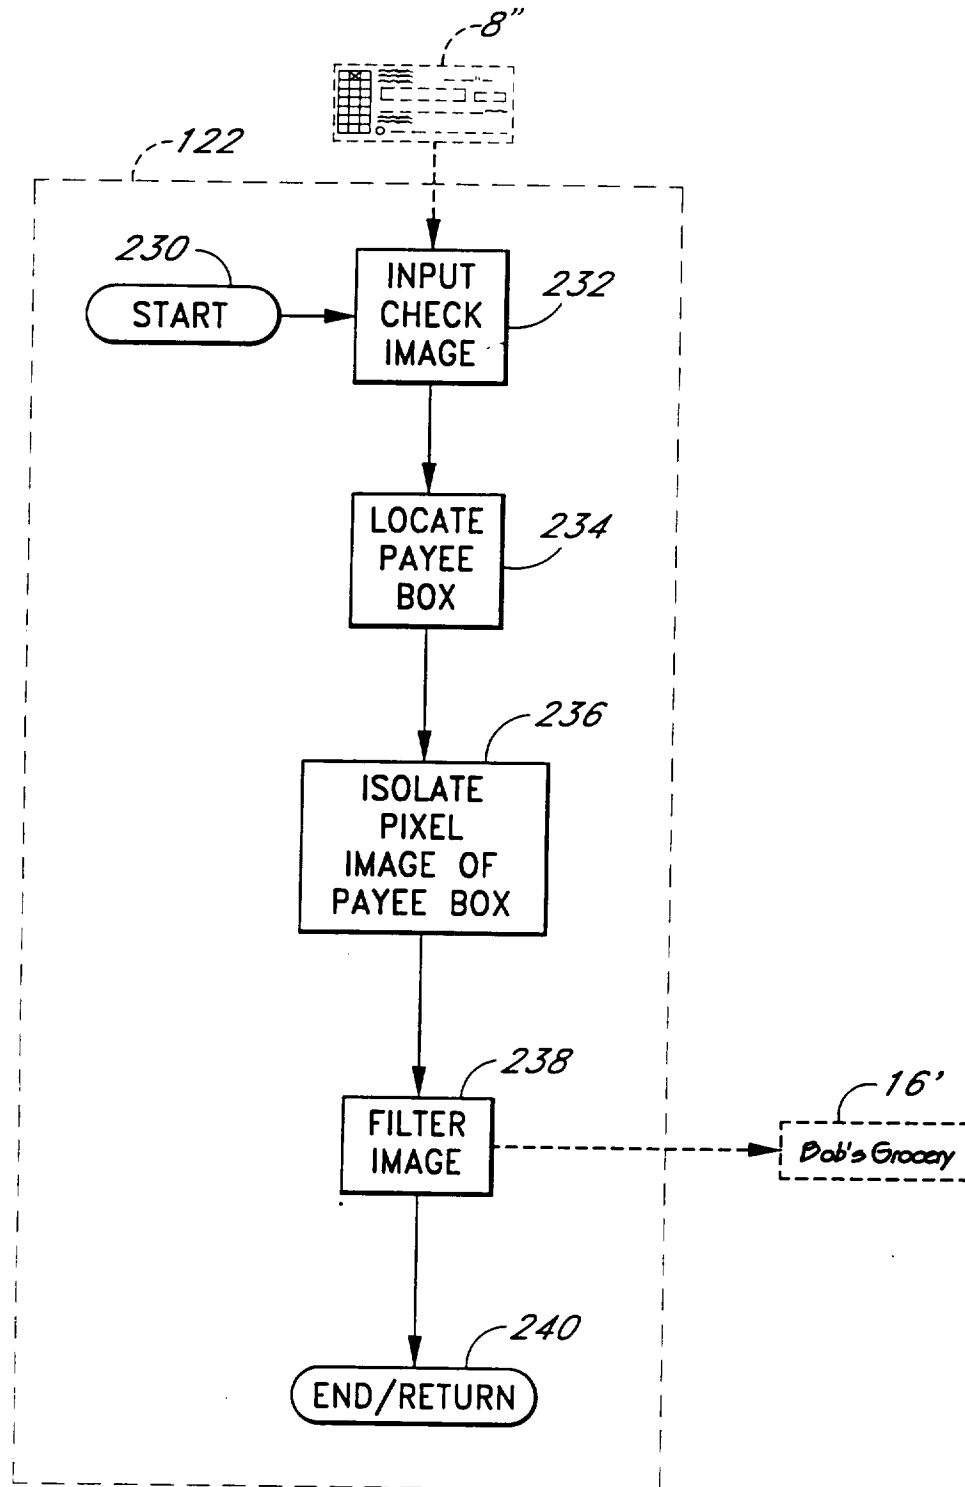 8"
122
230
START
INPUT
CHECK
IMAGE
232
LOCATE
PAYEE
BOX
234
236
ISOLATE
PIXEL
IMAGE OF
PAYEE BOX
238
FILTER
IMAGE
16'
Bob's Grocery
240
END/RETURN